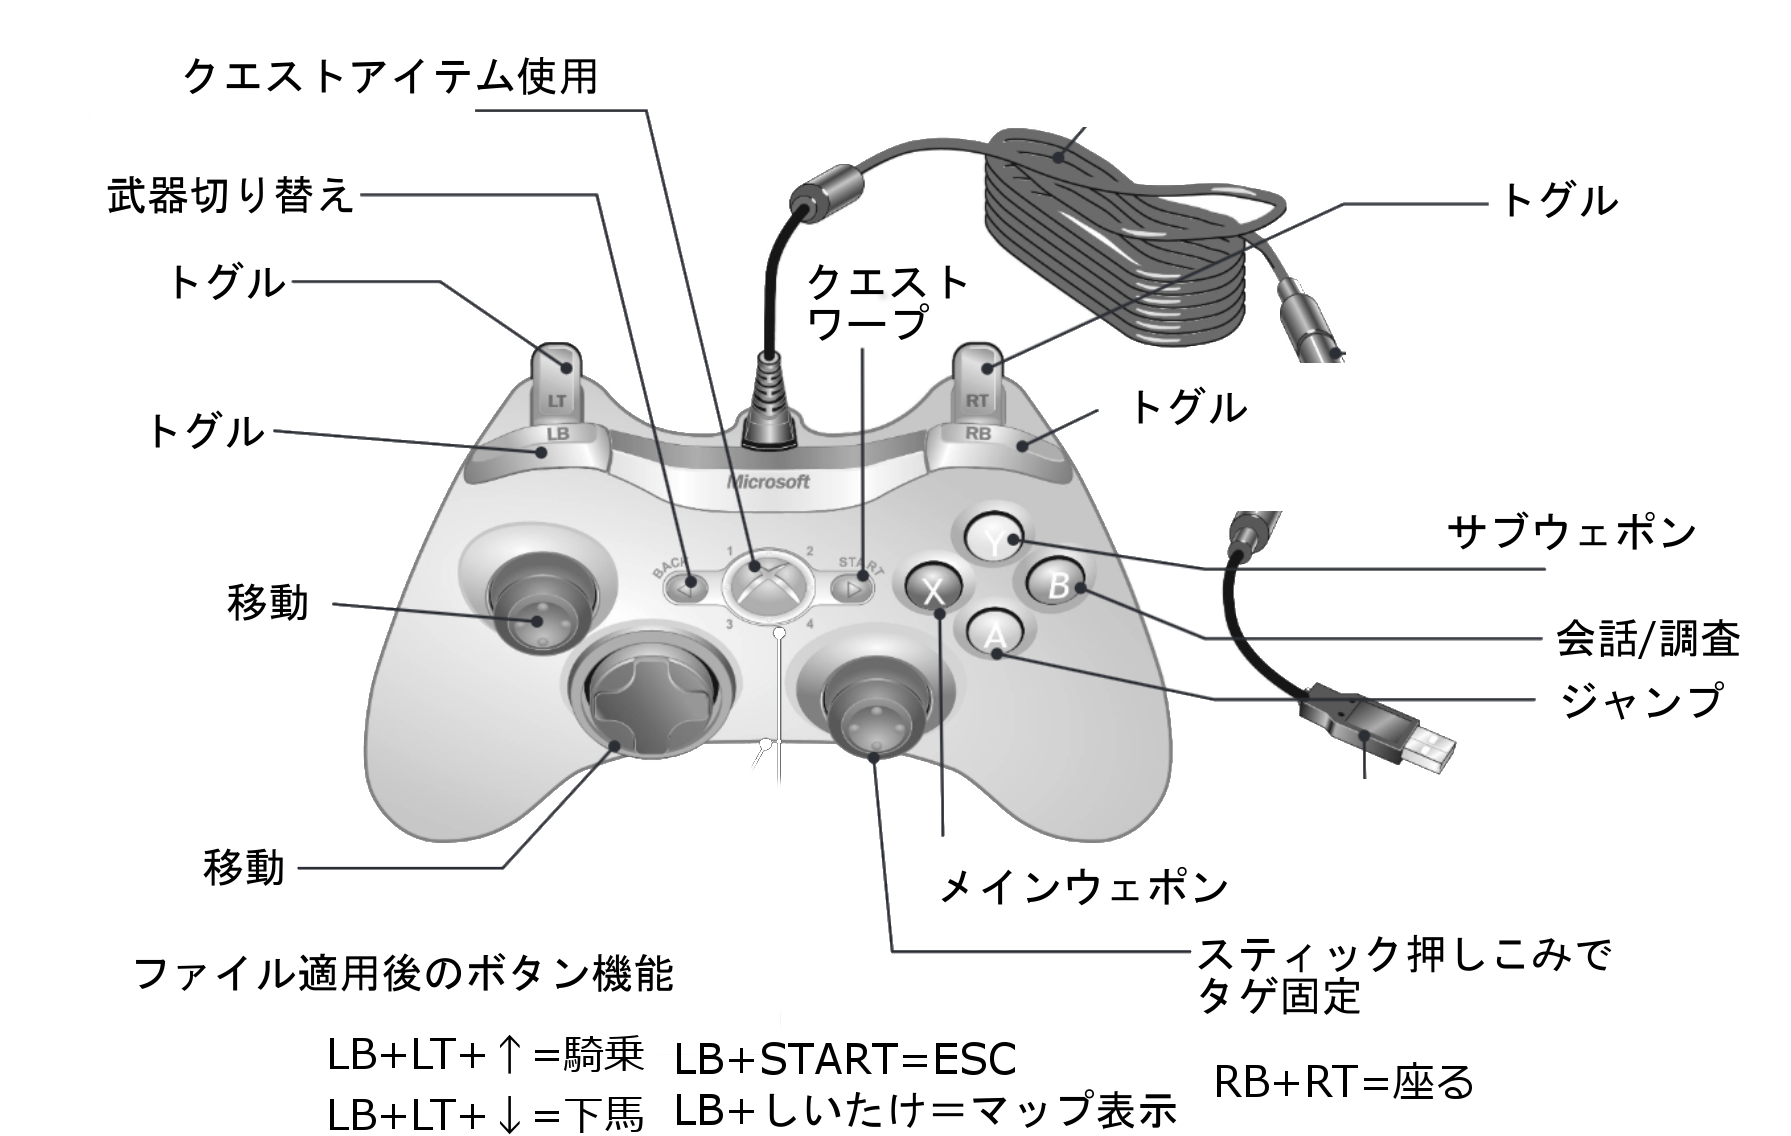 クエストアイテム使用
武器切り替え
トグル
トグル
クエスト
ワープ
トグル
トグル
LT
RT
LB
RB
Microsoft
サブウェポン
Y
1
2
BACK
START
X
B
移動
3
4
A
会話/調査
ジャンプ
移動
メインウェポン
スティック押しこみで
タゲ固定
ファイル適用後のボタン機能
LB+LT+↑=騎乗
LB+START=ESC
RB+RT=座る
LB+LT+↓=下馬
LB+しいたけ＝マップ表示